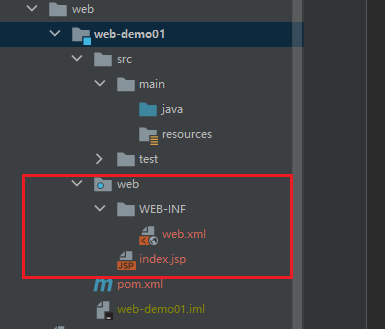 web
web-demo01
src
main
java
resources
test
web
WEB-INF
web.xml
JSP index.jsp
m pom.xml
web-demo01.iml